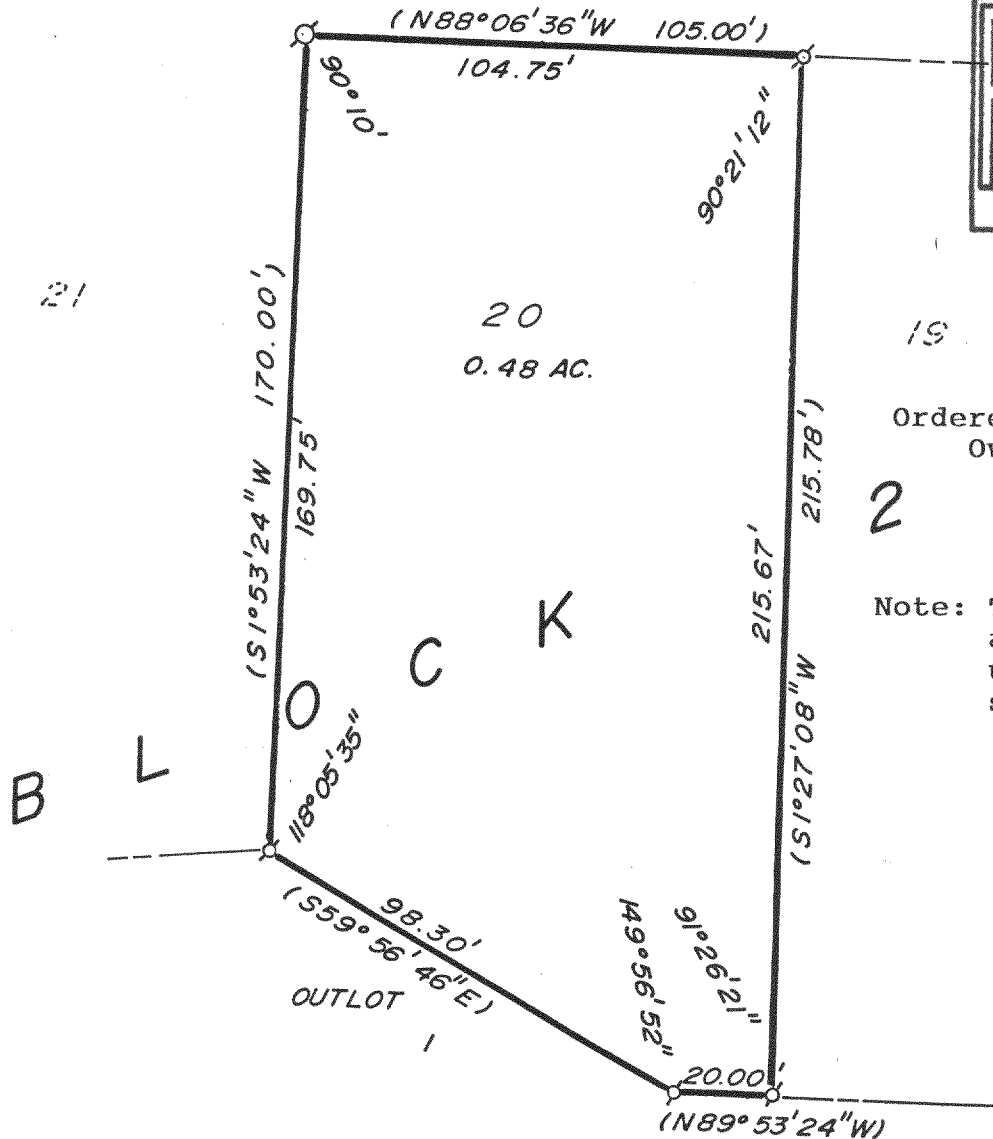 (N88°06'36"W 105.00')
104.75'
90°10'
90°21'12"
21
20
0.48 AC.
(S1°53'24"W 170.00')
169.75'
215.78')
215.67'
(S1°27'08"W
2
Note:
B L O C K
118°05'35"
98.30'
(S59°56'46"E)
149°56'52"
91°26'21"
OUTLOT
1
20.00'
(N89°53'24"W)